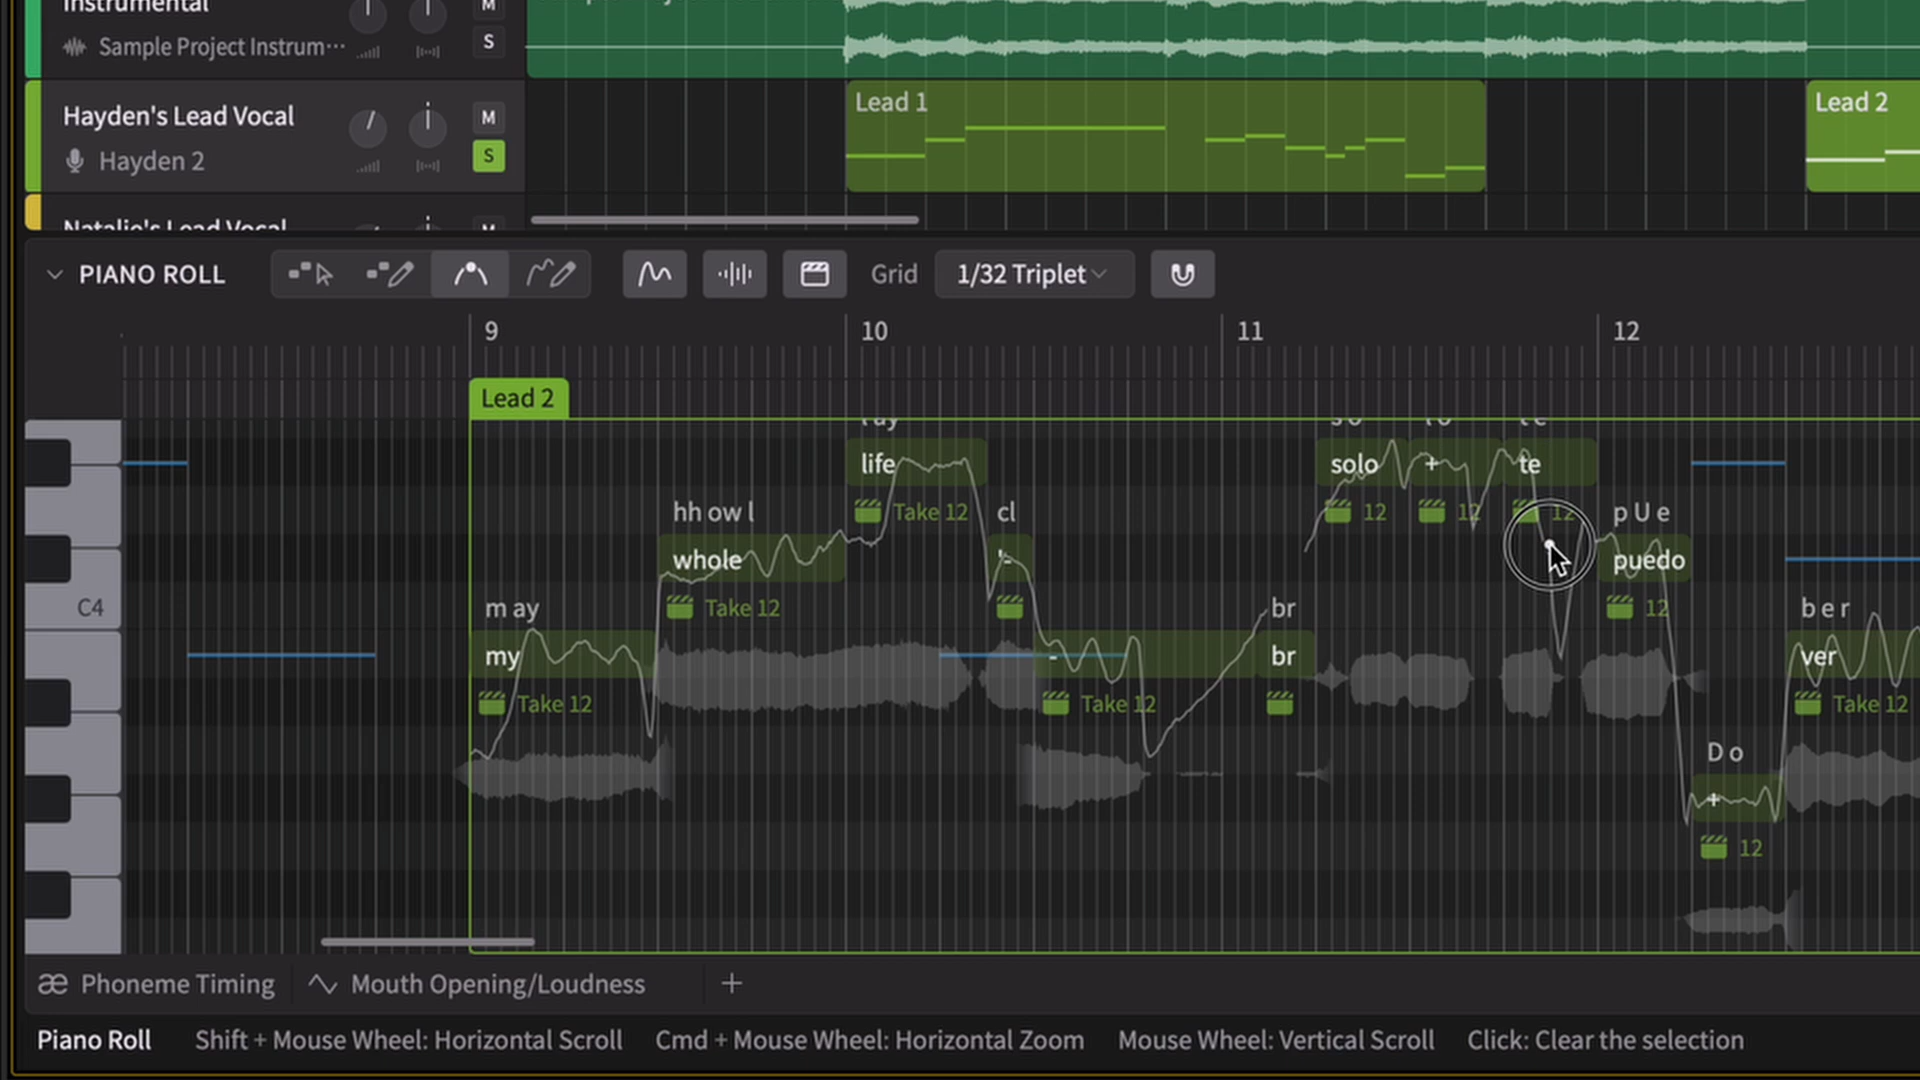 Instrumental
M
Sample Project Instrum...
S
Hayden's Lead Vocal
M
Lead 1
Lead 2
Hayden 2
S
Natalie's Lead Vocal
M
PIANO ROLL
Grid
1/32 Triplet
9
10
11
12
Lead 2
life
solo
+
te
hh ow l
Take 12
cl
12
12
12
p U e
whole
'-
puedo
C4
m ay
Take 12
br
12
b e r
my
-
br
ver
Take 12
Take 12
Take 12
D o
+
12
æ Phoneme Timing
Mouth Opening/Loudness
+
Piano Roll
Shift + Mouse Wheel: Horizontal Scroll
Cmd + Mouse Wheel: Horizontal Zoom
Mouse Wheel: Vertical Scroll
Click: Clear the selection